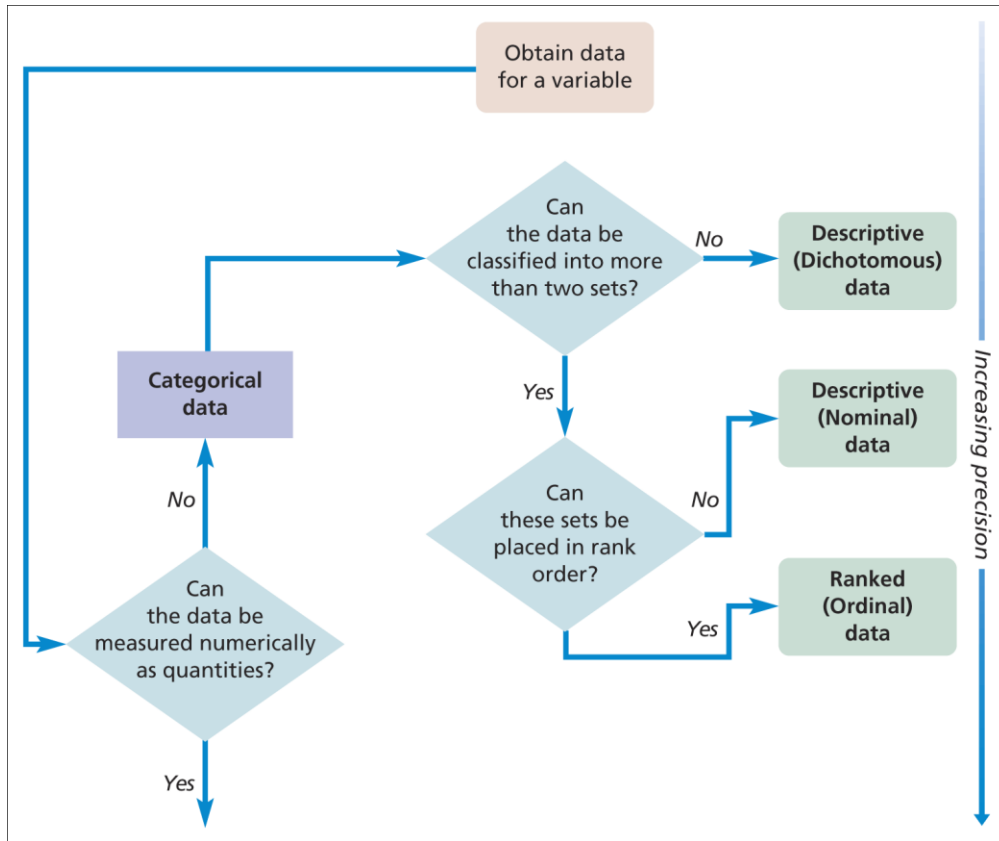 Obtain data
for a variable
Can
the data be
classified into more
than two sets?
No
Descriptive
(Dichotomous)
data
Yes
Categorical
data
Descriptive
(Nominal)
data
No
Can
these sets be
placed in rank
order?
No
Yes
Ranked
(Ordinal)
data
Can
the data be
measured numerically
as quantities?
Yes
Increasing precision